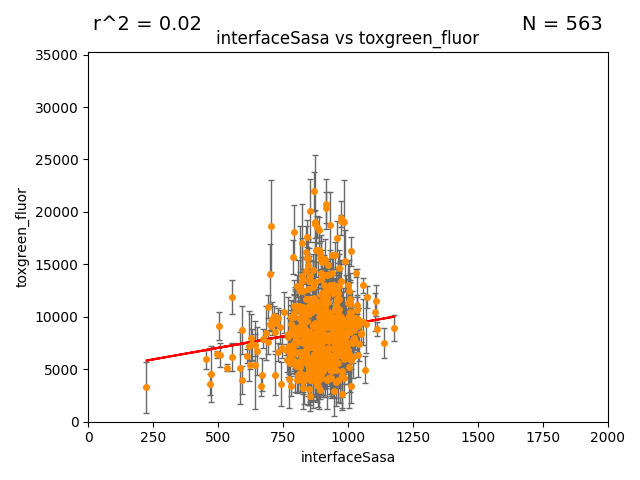 r^2 = 0.02
N = 563
interfaceSasa vs toxgreen_fluor
35000
30000
25000
20000
15000
10000
5000
0
toxgreen_fluor
0 250 500 750 1000 1250 1500 1750 2000
interfaceSasa